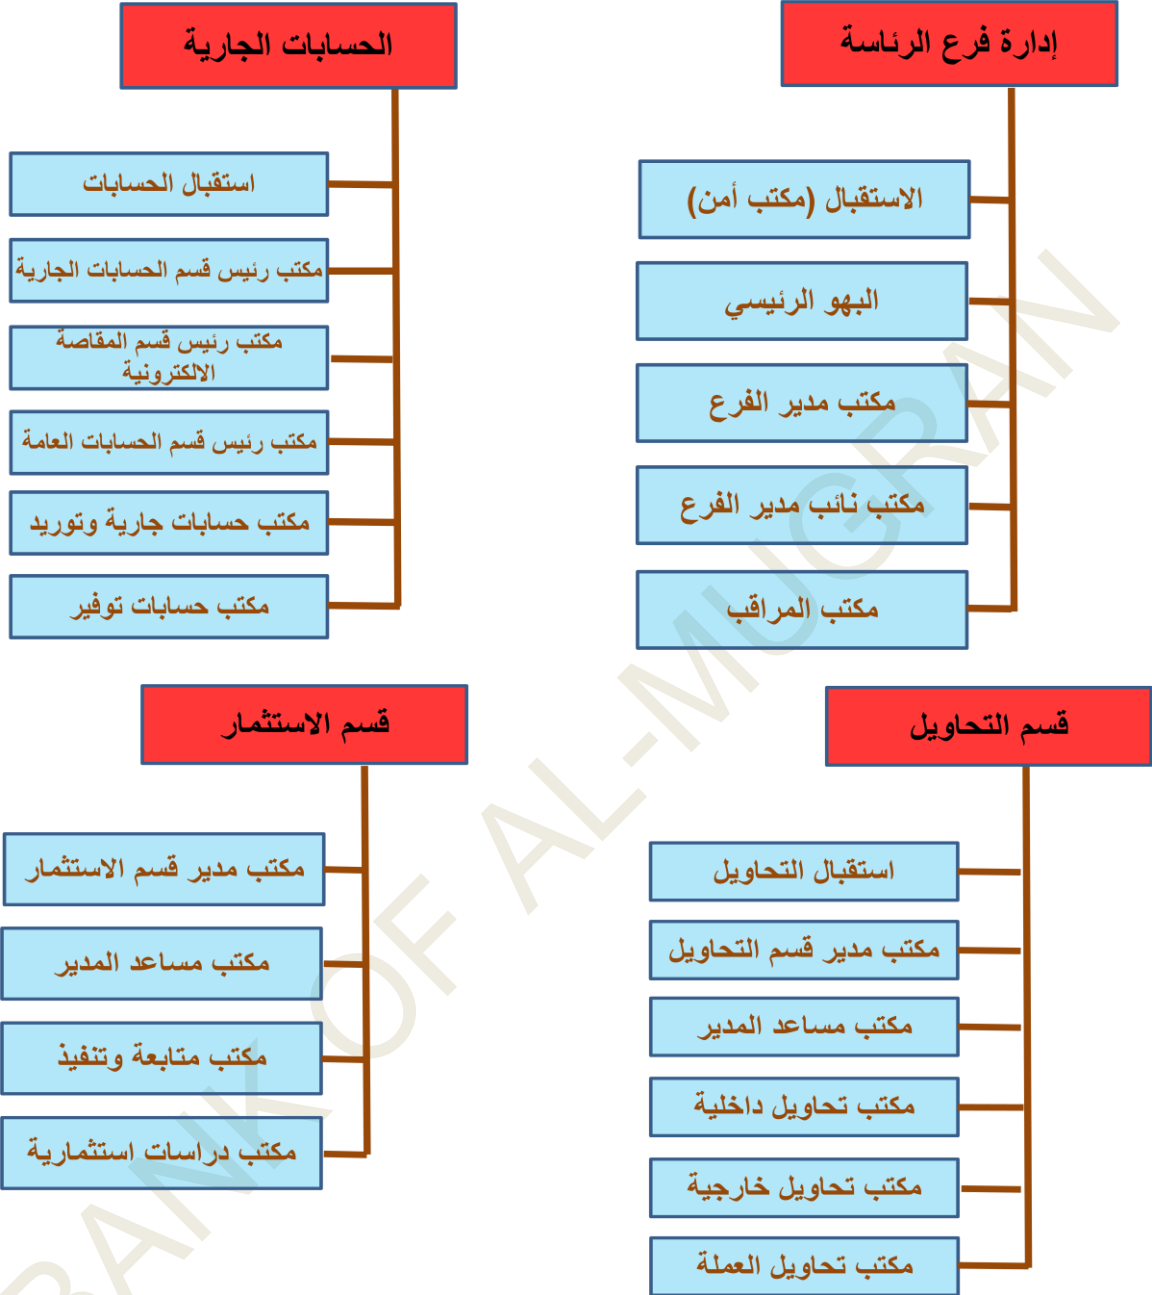 إدارة فرع الرئاسة
الاستقبال (مكتب أمن)
البهو الرئيسي
مكتب مدير الفرع
مكتب نائب مدير الفرع
مكتب المراقب
الحسابات الجارية
استقبال الحسابات
مكتب رئيس قسم الحسابات الجارية
مكتب رئيس قسم المقاصة
الالكترونية
مكتب رئيس قسم الحسابات العامة
مكتب حسابات جارية وتوريد
مكتب حسابات توفير
قسم التحاويل
استقبال التحاويل
مكتب مدير قسم التحاويل
مكتب مساعد المدير
مكتب تحاويل داخلية
مكتب تحاويل خارجية
مكتب تحاويل العملة
قسم الاستثمار
مكتب مدير قسم الاستثمار
مكتب مساعد المدير
مكتب متابعة وتنفيذ
مكتب دراسات استثمارية
BANK OF AL-MUGRAN